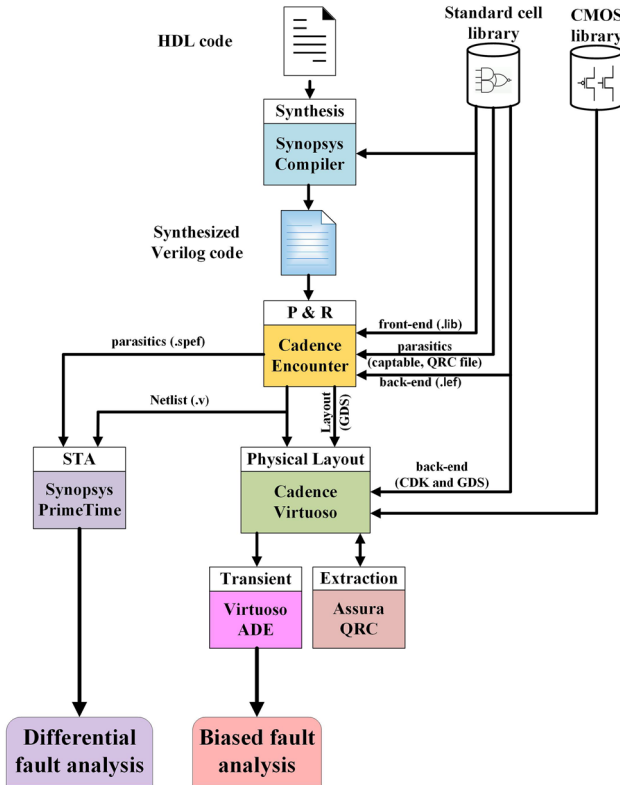 HDL code
Standard cell
library
CMOS
library
Synthesis
Synopsys
Compiler
Synthesized
Verilog code
P & R
Cadence
Encounter
front-end (.lib)
parasitics
(captable, QRC file)
back-end (.lef)
parasitics (.spef)
Netlist (.v)
Layout
(GDS)
STA
Synopsys
PrimeTime
Physical Layout
Cadence
Virtuoso
back-end
(CDK and GDS)
Transient
Virtuoso
ADE
Extraction
Assura
QRC
Differential
fault analysis
Biased fault
analysis